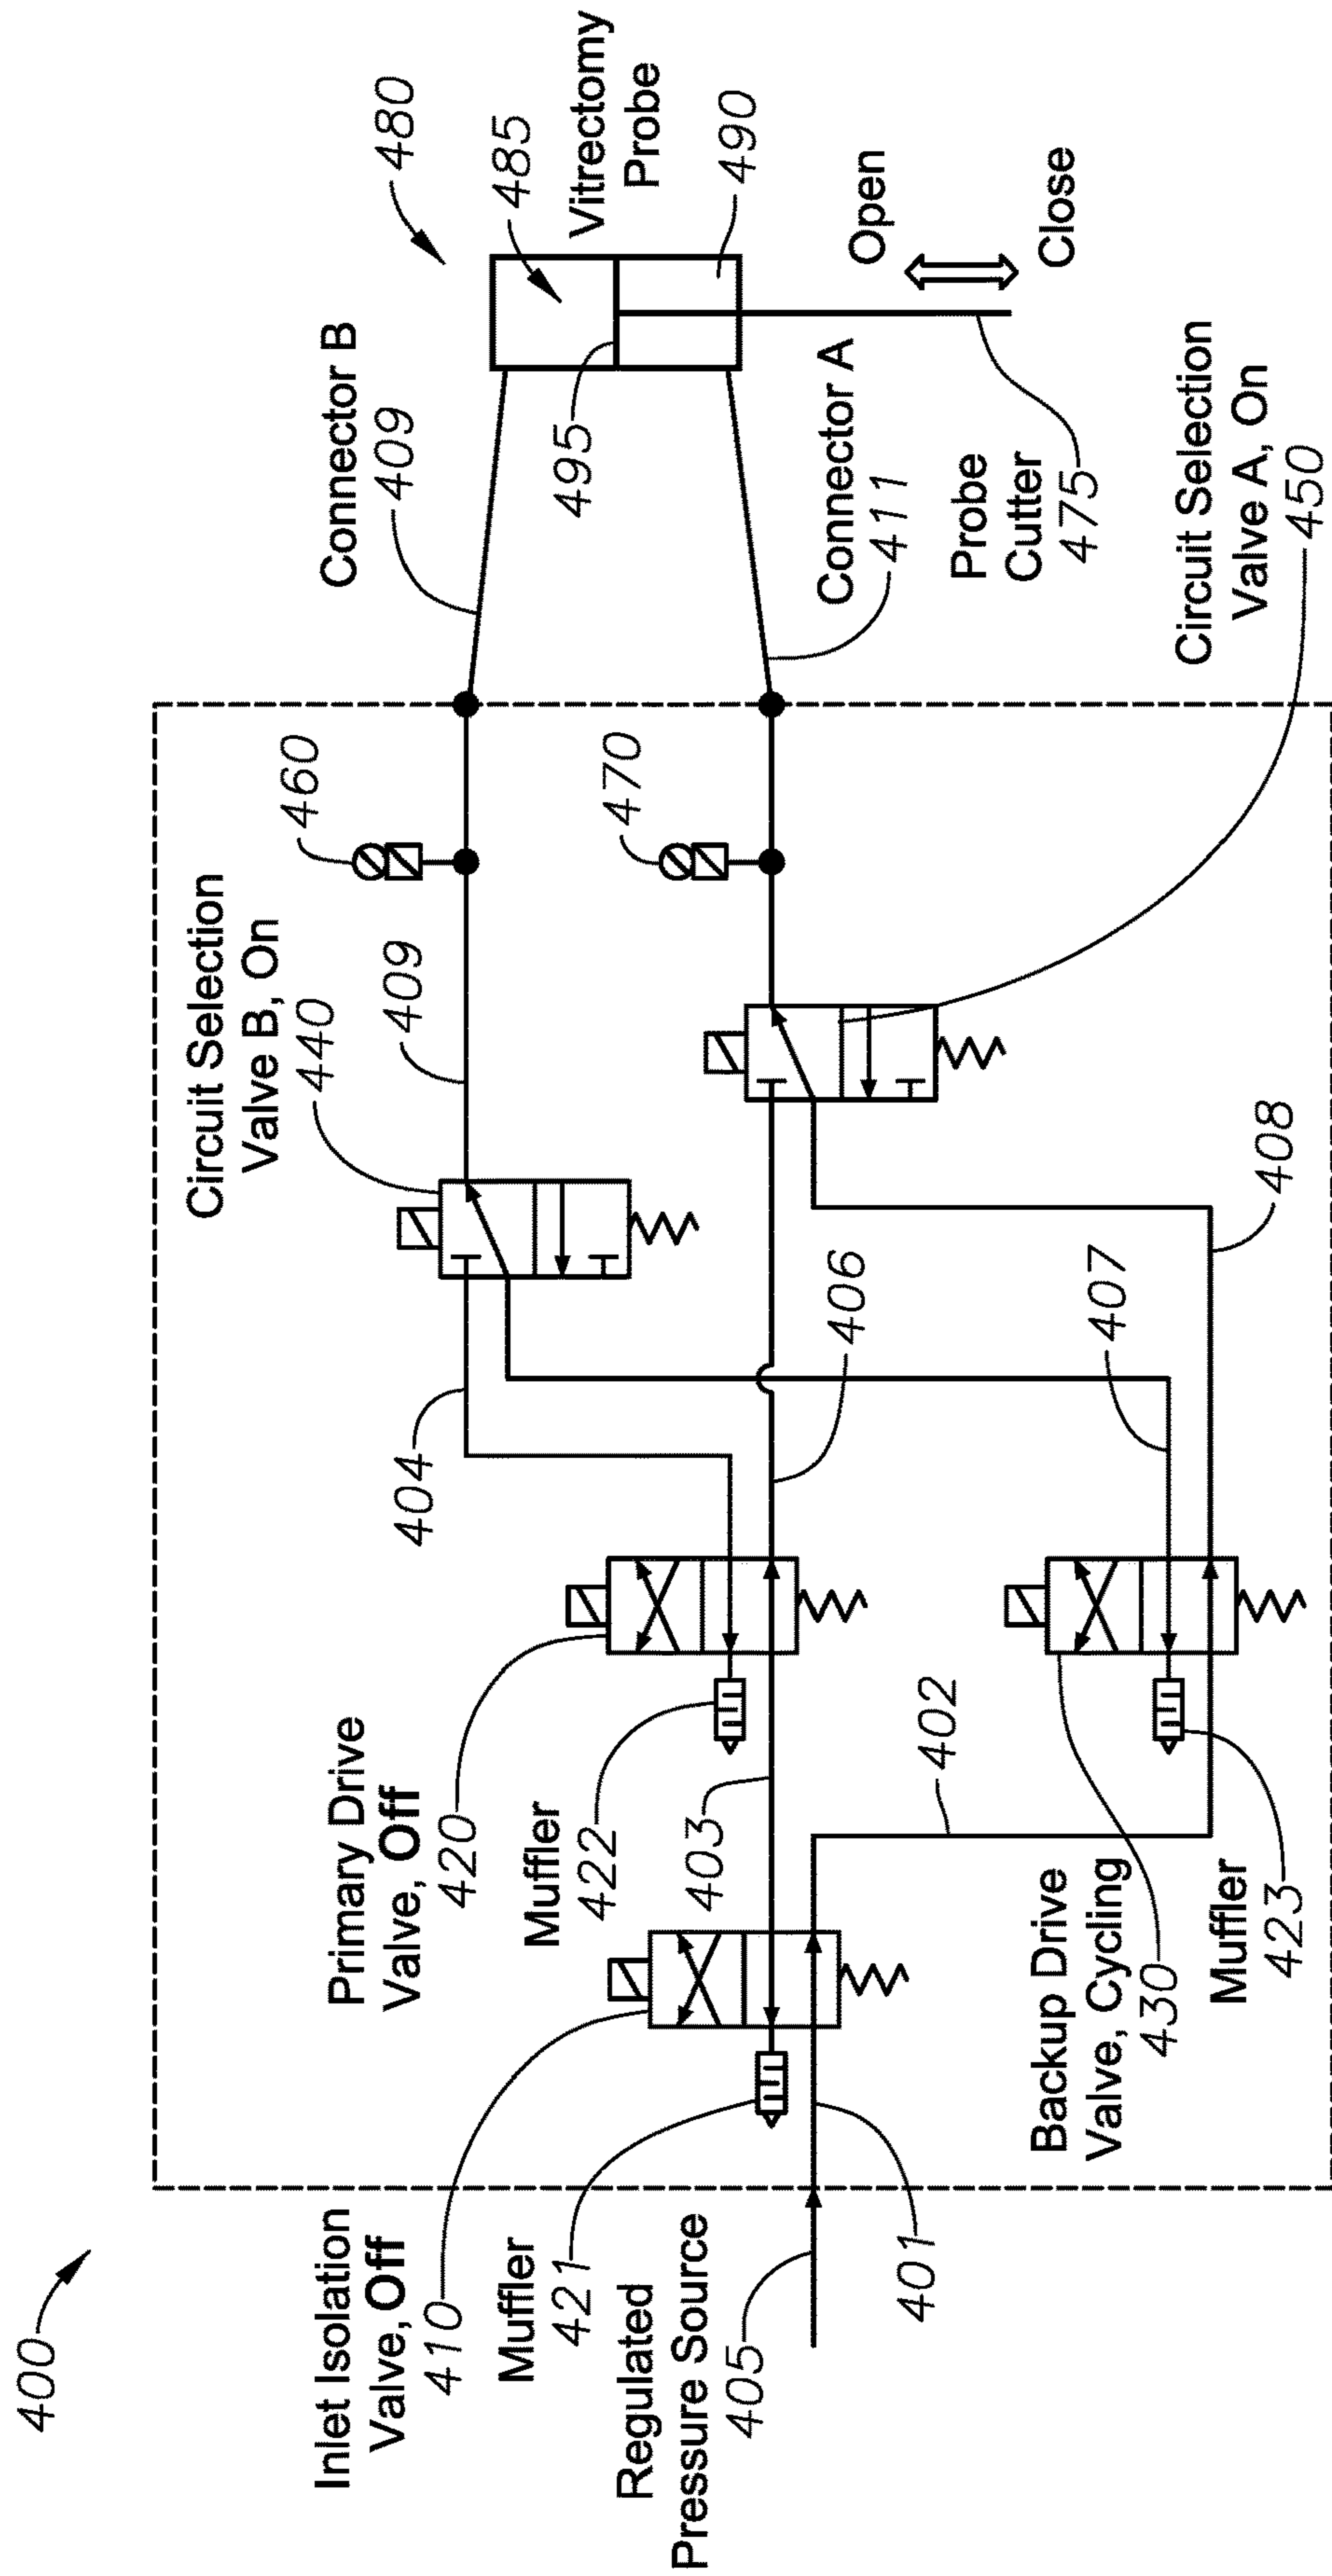 400
Inlet Isolation
Valve, Off
410
Muffler
421
Regulated
Pressure Source
405
401
Primary Drive
Valve, Off
420
Muffler
422
403
402
Backup Drive
Valve, Cycling
430
Muffler
423
404
406
407
408
Circuit Selection
Valve B, On
440
409
460
470
Connector B
409
495
Connector A
411
Probe
Cutter
475
Circuit Selection
Valve A, On
450
480
485
Vitrectomy
Probe
490
Open
Close